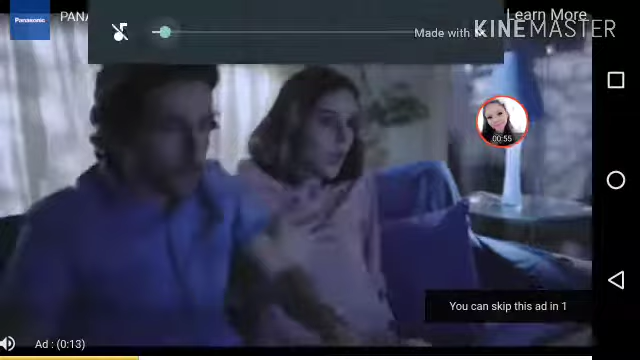 Panasonic
PANA
Learn More
Made with
KINEMASTER
00:55
You can skip this ad in 1
Ad : (0:13)